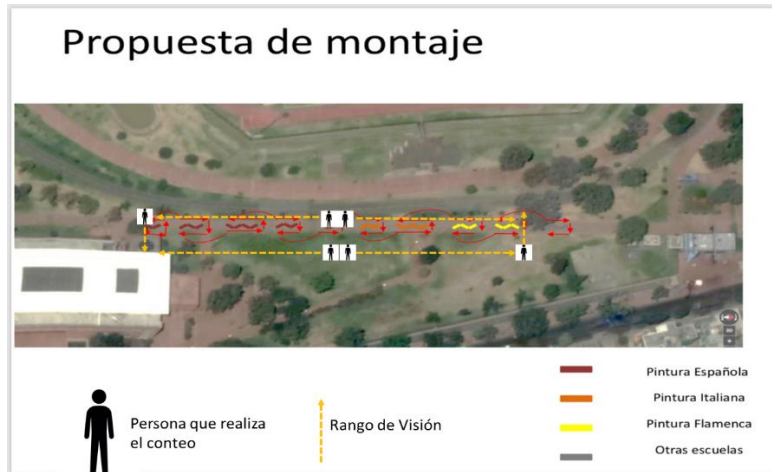 Propuesta de montaje
Pintura Española
Pintura Italiana
Pintura Flamenca
Otras escuelas
Persona que realiza
el conteo
Rango de Visión